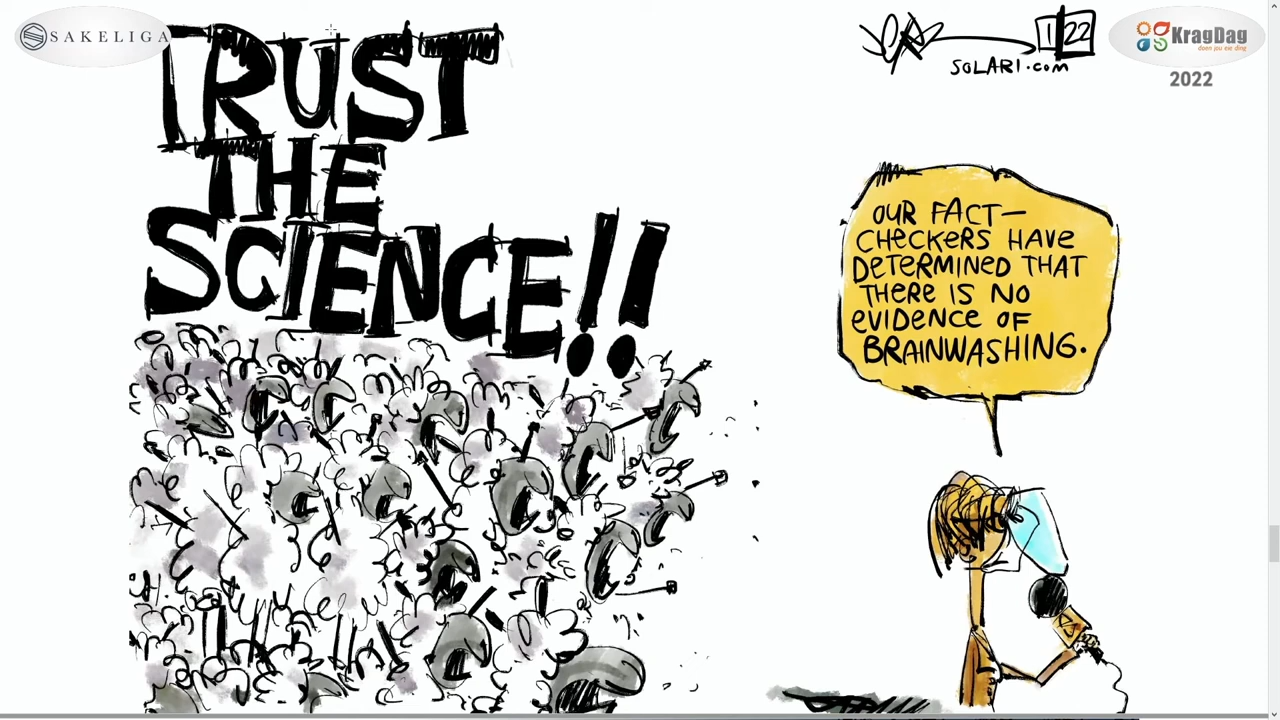 SAKELIGA
TRUST
THE
SCIENCE!!
1 22
SOLARI.COM
KragDag
doen jou eie ding
2022
OUR FACT-
CHECKERS HAVE
DETERMINED THAT
THERE IS NO
EVIDENCE OF
BRAINWASHING.